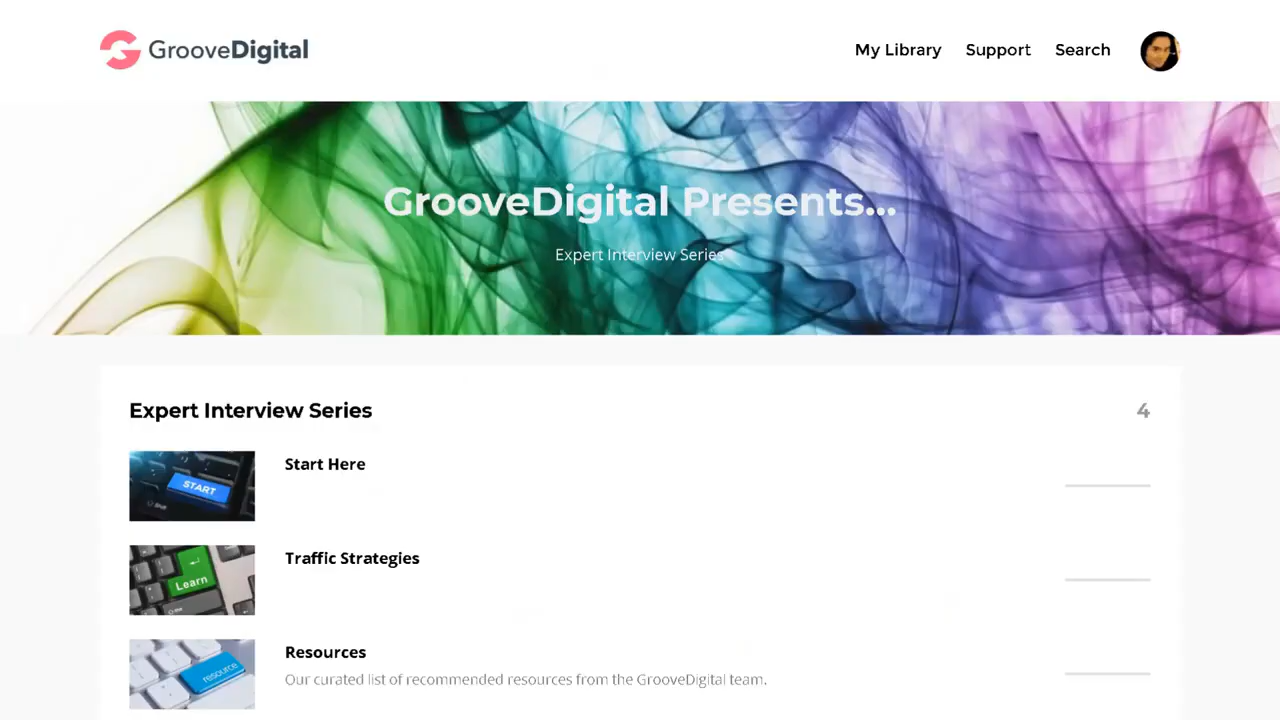 GrooveDigital
My Library
Support
Search
GrooveDigital Presents...
Expert Interview Series
Expert Interview Series
4
START
Start Here
Learn
Traffic Strategies
resource
Resources
Our curated list of recommended resources from the GrooveDigital team.